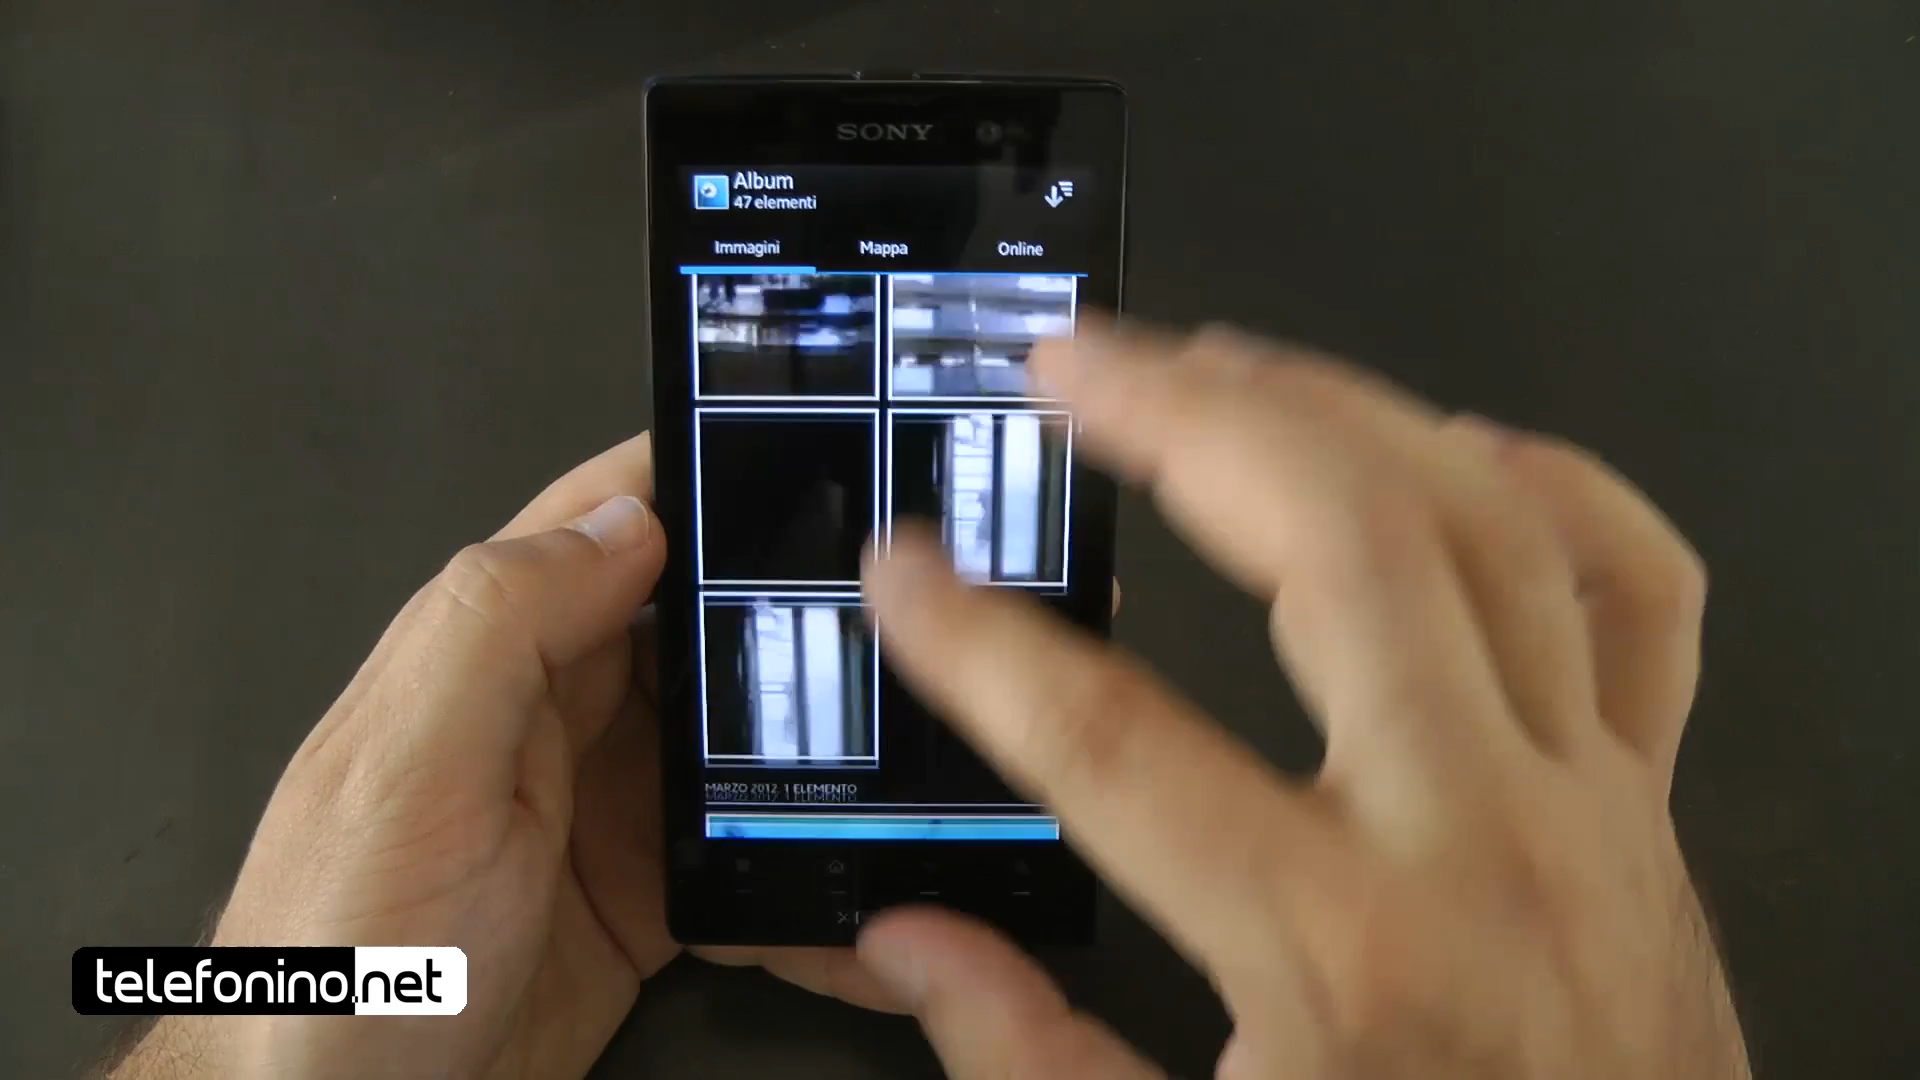 SONY
Album
47 elementi
Immagini
Mappa
Online
MARZO 2012 1 ELEMENTO
telefonino.net